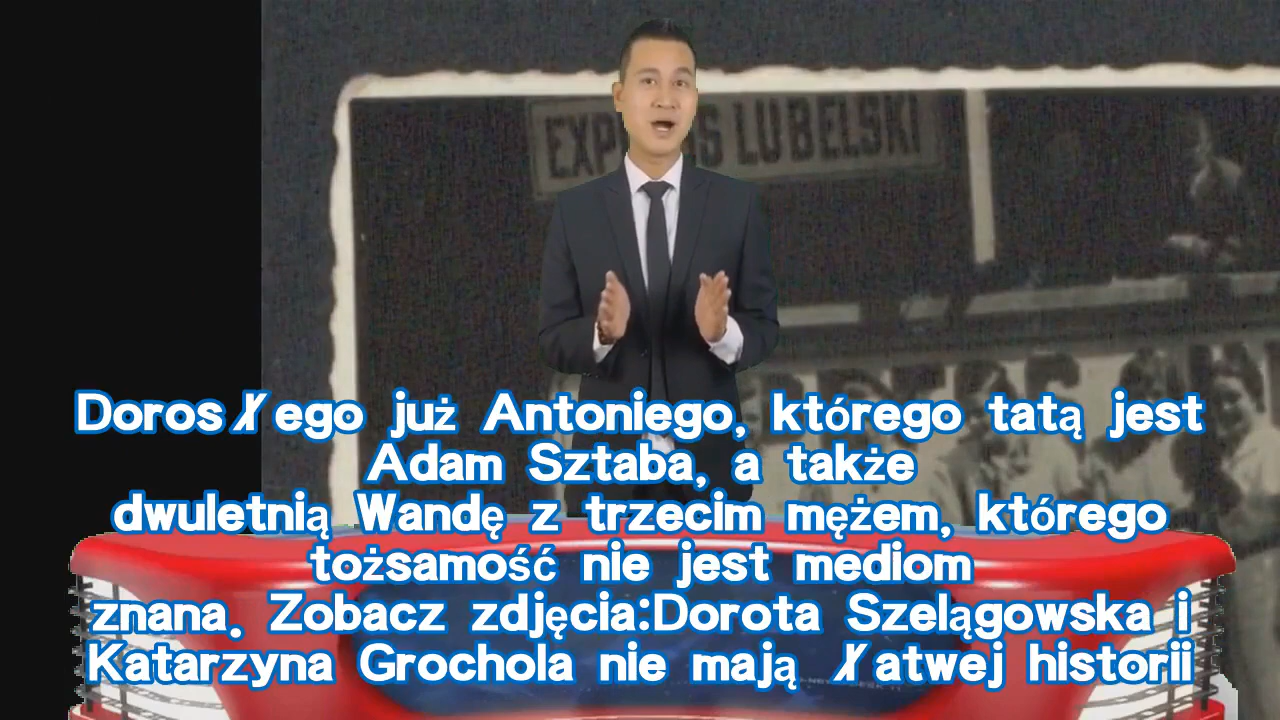 EXP
S LUBELSKI
Dorosłego już Antoniego, którego tatą jest
Adam Sztaba, a także
dwuletnią Wandę z trzecim mężem, którego
tożsamość nie jest mediom
znana. Zobacz zdjęcia:Dorota Szelągowska i
Katarzyna Grochola nie mają łatwej historii